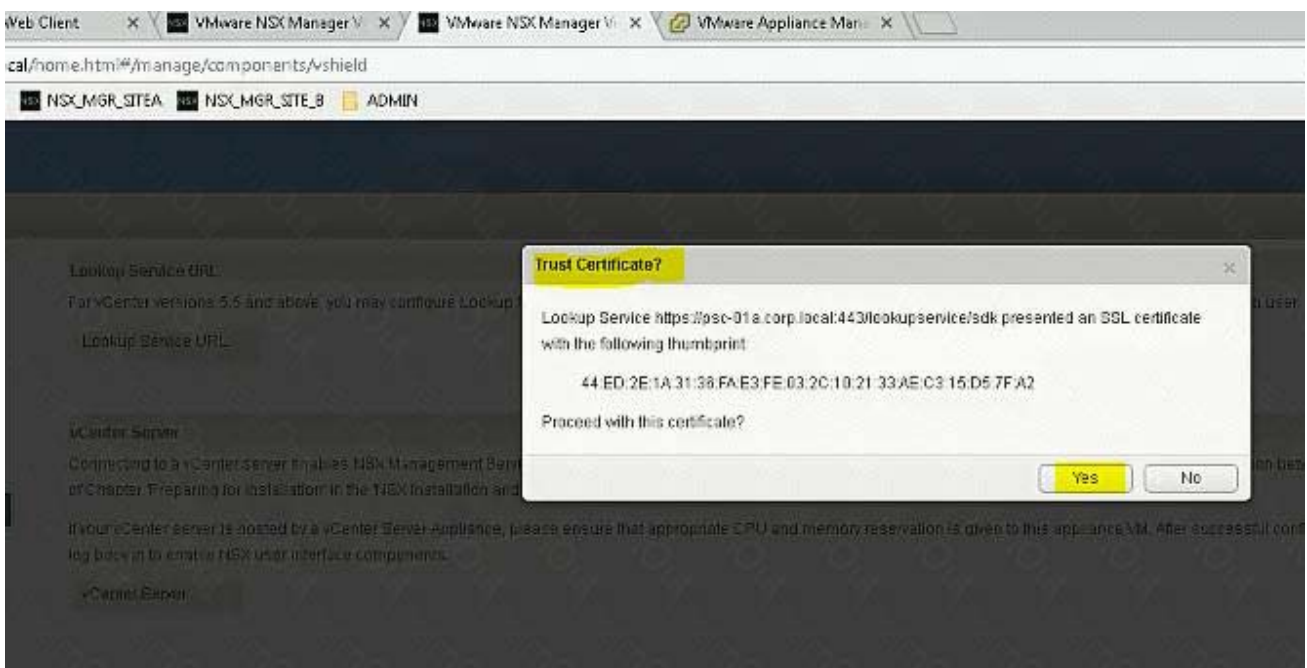 Web Client
VMware NSX Manager V
VMware NSX Manager Vi
VMware Appliance Man
cal/home.html#/manage/components/vshield
NSX_MGR_SITEA NSX_MGR_SITE_B ADMIN
Lookup Service URL
For vCenter versions 5.5 and above, you may configure Lookup
Lookup Service URL:
Trust Certificate?
Lookup Service https://psc-01a.corp.local:443/lookupservice/sdk presented an SSL certificate
with the following thumbprint
44:ED:2E:1A:31:36:FA:E3:FE:03:2C:10:21:33:AE:C3:15:D5:7F:A2
Proceed with this certificate?
Yes No
vCenter Server
Connecting to a vCenter server enables NSX Management
of Chapter 'Preparing for Installation' in the NSX Installation and
If your vCenter server is hosted by a vCenter Server Appliance, please ensure that appropriate CPU and memory reservation is given to this appliance VM. After successful
log back in to enable NSX user interface components.
vCenter Server